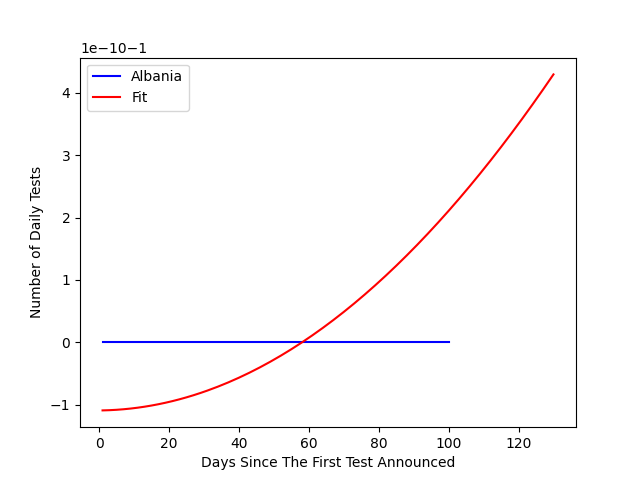 1e−10−1
Albania
Fit
4
3
2
1
0
−1
Number of Daily Tests
0 20 40 60 80 100 120
Days Since The First Test Announced